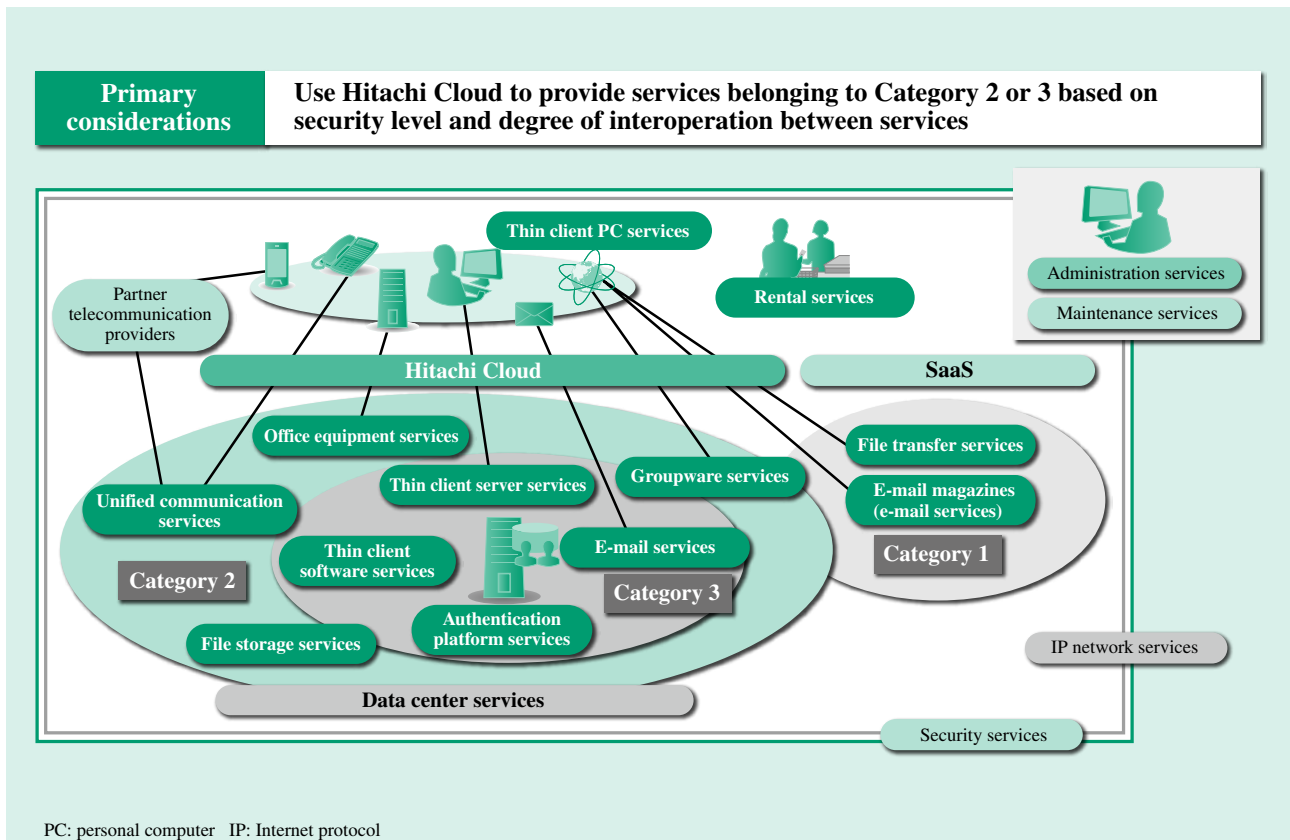 Primary
considerations
Use Hitachi Cloud to provide services belonging to Category 2 or 3 based on
security level and degree of interoperation between services
Thin client PC services
Rental services
Administration services
Maintenance services
Partner
telecommunication
providers
Hitachi Cloud
SaaS
Office equipment services
File transfer services
Thin client server services
Groupware services
E-mail magazines
(e-mail services)
Unified communication
services
Thin client
software services
E-mail services
Category 1
Category 2
Category 3
Authentication
platform services
File storage services
IP network services
Data center services
Security services
PC: personal computer IP: Internet protocol